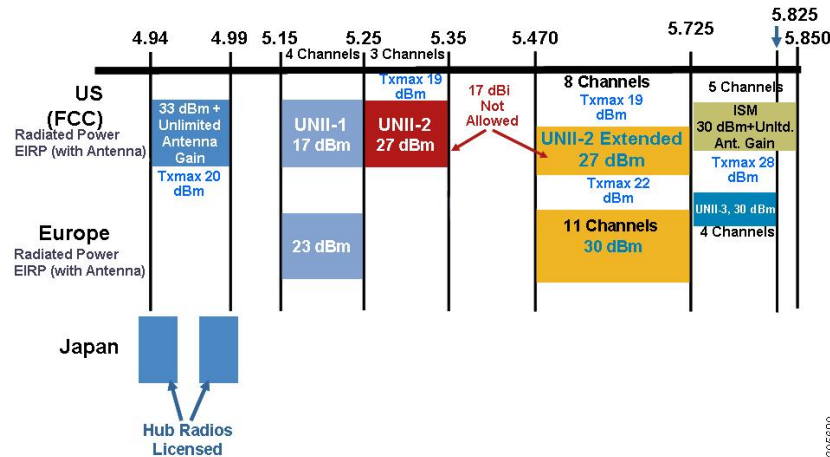 5.825
4.94 4.99 5.15 5.25 5.35 5.470 5.725 5.850
4 Channels 3 Channels
US
(FCC)
Radiated Power
EIRP (with Antenna)
33 dBm +
Unlimited
Antenna
Gain
Txmax 20
dBm
UNII-1
17 dBm
Txmax 19
dBm
UNII-2
27 dBm
17 dBi
Not
Allowed
8 Channels
Txmax 19
dBm
UNII-2 Extended
27 dBm
Txmax 22
dBm
5 Channels
ISM
30 dBm+Unltd.
Ant. Gain
Txmax 28
dBm
UNII-3, 30 dBm
4 Channels
Europe
Radiated Power
EIRP (with Antenna)
23 dBm
11 Channels
30 dBm
Japan
Hub Radios
Licensed